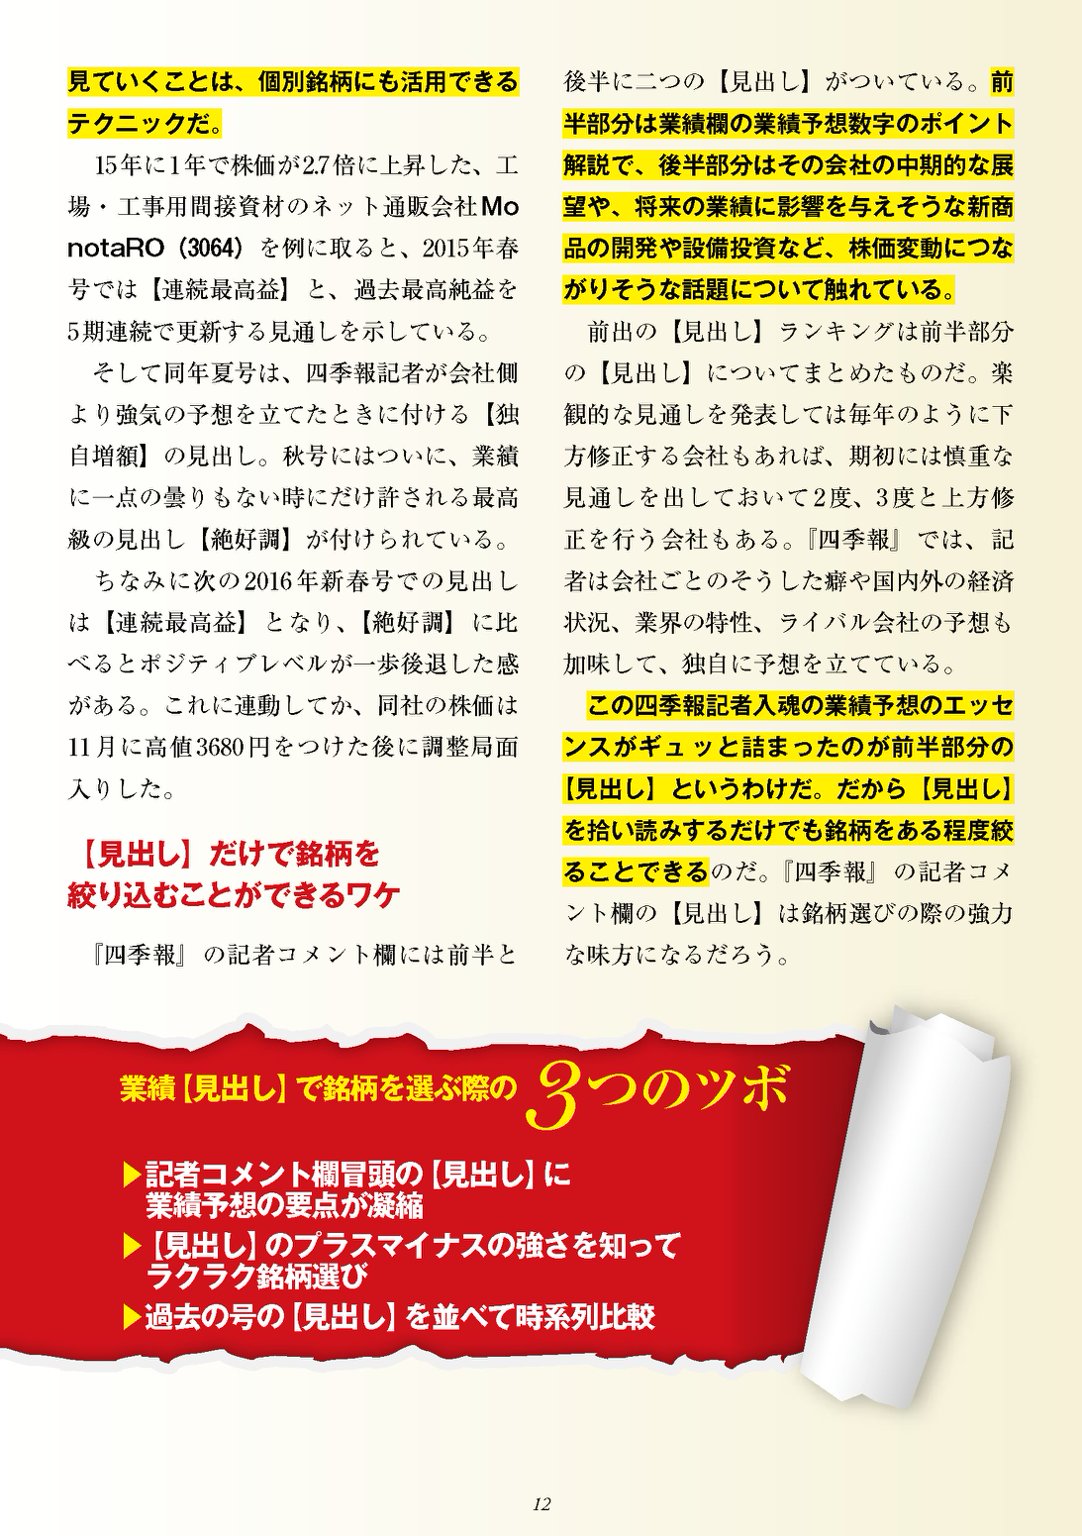 見ていくことは、個別銘柄にも活用できる
テクニックだ。
15年に1年で株価が2.7倍に上昇した、工
場・工事用間接資材のネット通販会社Mo
notaRO（3064）を例に取ると、2015年春
号では【連続最高益】と、過去最高純益を
5期連続で更新する見通しを示している。
そして同年夏号は、四季報記者が会社側
より強気の予想を立てたときに付ける【独
自増額】の見出し。秋号にはついに、業績
に一点の曇りもない時にだけ許される最高
級の見出し【絶好調】が付けられている。
ちなみに次の2016年新春号での見出し
は【連続最高益】となり、【絶好調】に比
べるとポジティブレベルが一歩後退した感
がある。これに連動してか、同社の株価は
11月に高値3680円をつけた後に調整局面
入りした。
【見出し】だけで銘柄を
絞り込むことができるワケ
『四季報』の記者コメント欄には前半と
後半に二つの【見出し】がついている。前
半部分は業績欄の業績予想数字のポイント
解説で、後半部分はその会社の中期的な展
望や、将来の業績に影響を与えそうな新商
品の開発や設備投資など、株価変動につな
がりそうな話題について触れている。
前出の【見出し】ランキングは前半部分
の【見出し】についてまとめたものだ。楽
観的な見通しを発表しては毎年のように下
方修正する会社もあれば、期初には慎重な
見通しを出しておいて2度、3度と上方修
正を行う会社もある。『四季報』では、記
者は会社ごとのそうした癖や国内外の経済
状況、業界の特性、ライバル会社の予想も
加味して、独自に予想を立てている。
この四季報記者入魂の業績予想のエッセ
ンスがギュッと詰まったのが前半部分の
【見出し】というわけだ。だから【見出し】
を拾い読みするだけでも銘柄をある程度絞
ることできるのだ。『四季報』の記者コメ
ント欄の【見出し】は銘柄選びの際の強力
な味方になるだろう。
業績【見出し】で銘柄を選ぶ際の3つのツボ
▶記者コメント欄冒頭の【見出し】に
業績予想の要点が凝縮
▶【見出し】のプラスマイナスの強さを知って
ラクラク銘柄選び
▶過去の号の【見出し】を並べて時系列比較
12